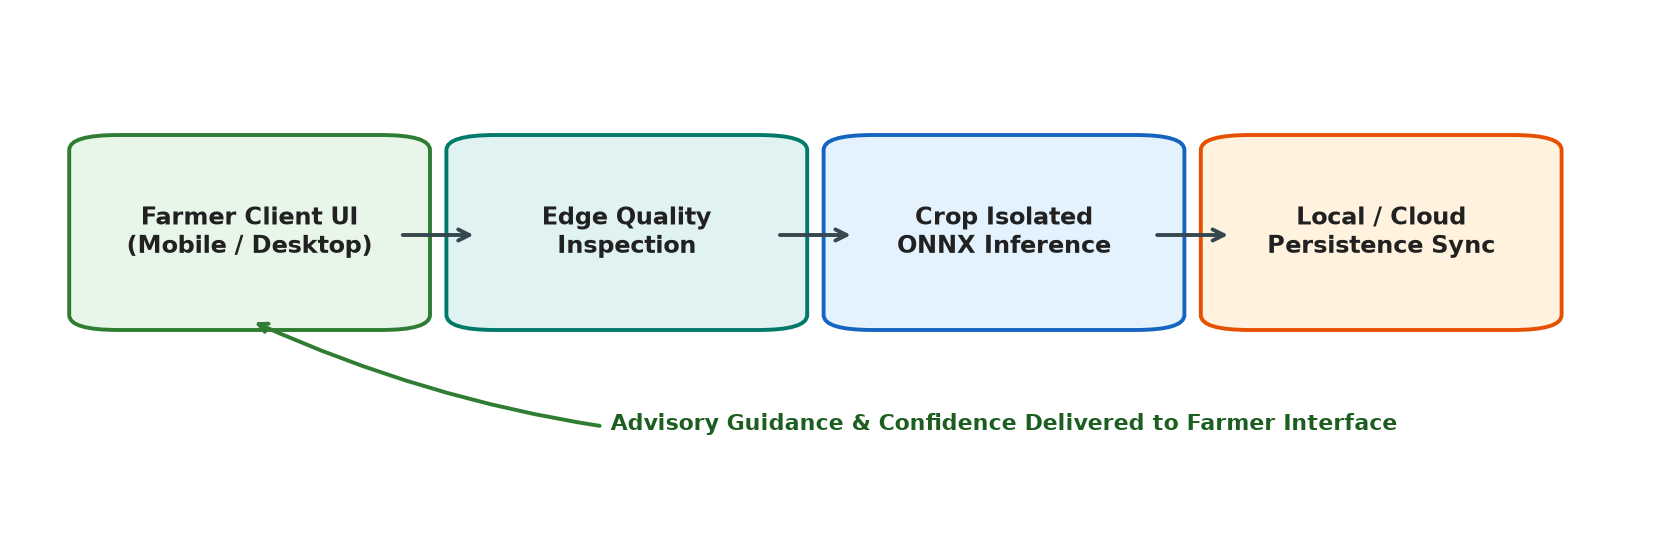 Farmer Client UI
(Mobile / Desktop)
Edge Quality
Inspection
Crop Isolated
ONNX Inference
Local / Cloud
Persistence Sync
Advisory Guidance & Confidence Delivered to Farmer Interface